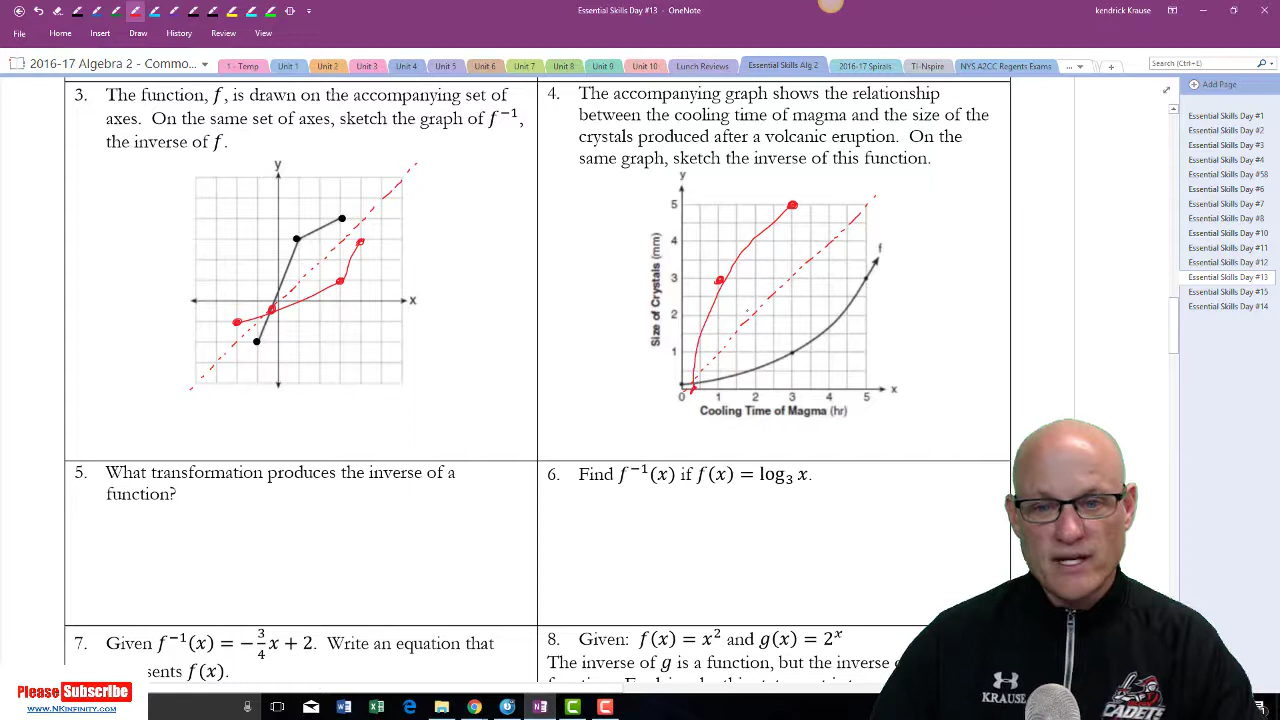 Essential Skills Day #13 - OneNote
kendrick Krause
File
Home
Insert
Draw
History
Review
View
2016-17 Algebra 2 - Commo...
1 - Temp
Unit 1
Unit 2
Unit 3
Unit 4
Unit 5
Unit 6
Unit 7
Unit 8
Unit 9
Unit 10
Lunch Reviews
Essential Skills Alg 2
2016-17 Spirals
TI-Nspire
NYS A2CC Regents Exams
...
Search (Ctrl+E)
Add Page
Essential Skills Day #1
Essential Skills Day #2
Essential Skills Day #3
Essential Skills Day #4
Essential Skills Day #58
Essential Skills Day #6
Essential Skills Day #7
Essential Skills Day #8
Essential Skills Day #10
Essential Skills Day #11
Essential Skills Day #12
Essential Skills Day #13
Essential Skills Day #15
Essential Skills Day #14
3. The function, f, is drawn on the accompanying set of
axes. On the same set of axes, sketch the graph of f⁻¹,
the inverse of f.
y
x
4. The accompanying graph shows the relationship
between the cooling time of magma and the size of the
crystals produced after a volcanic eruption. On the
same graph, sketch the inverse of this function.
y
5
4
3
2
1
Size of Crystals (mm)
f
0 1 2 3 4 5
x
Cooling Time of Magma (hr)
5. What transformation produces the inverse of a
function?
6. Find f⁻¹(x) if f(x) = log₃ x.
7. Given f⁻¹(x) = −3/4x + 2. Write an equation that
sents f(x).
8. Given: f(x) = x² and g(x) = 2ˣ
The inverse of g is a function, but the inverse
Please Subscribe
www.NKinfinity.com
KRAUSE
CADETS